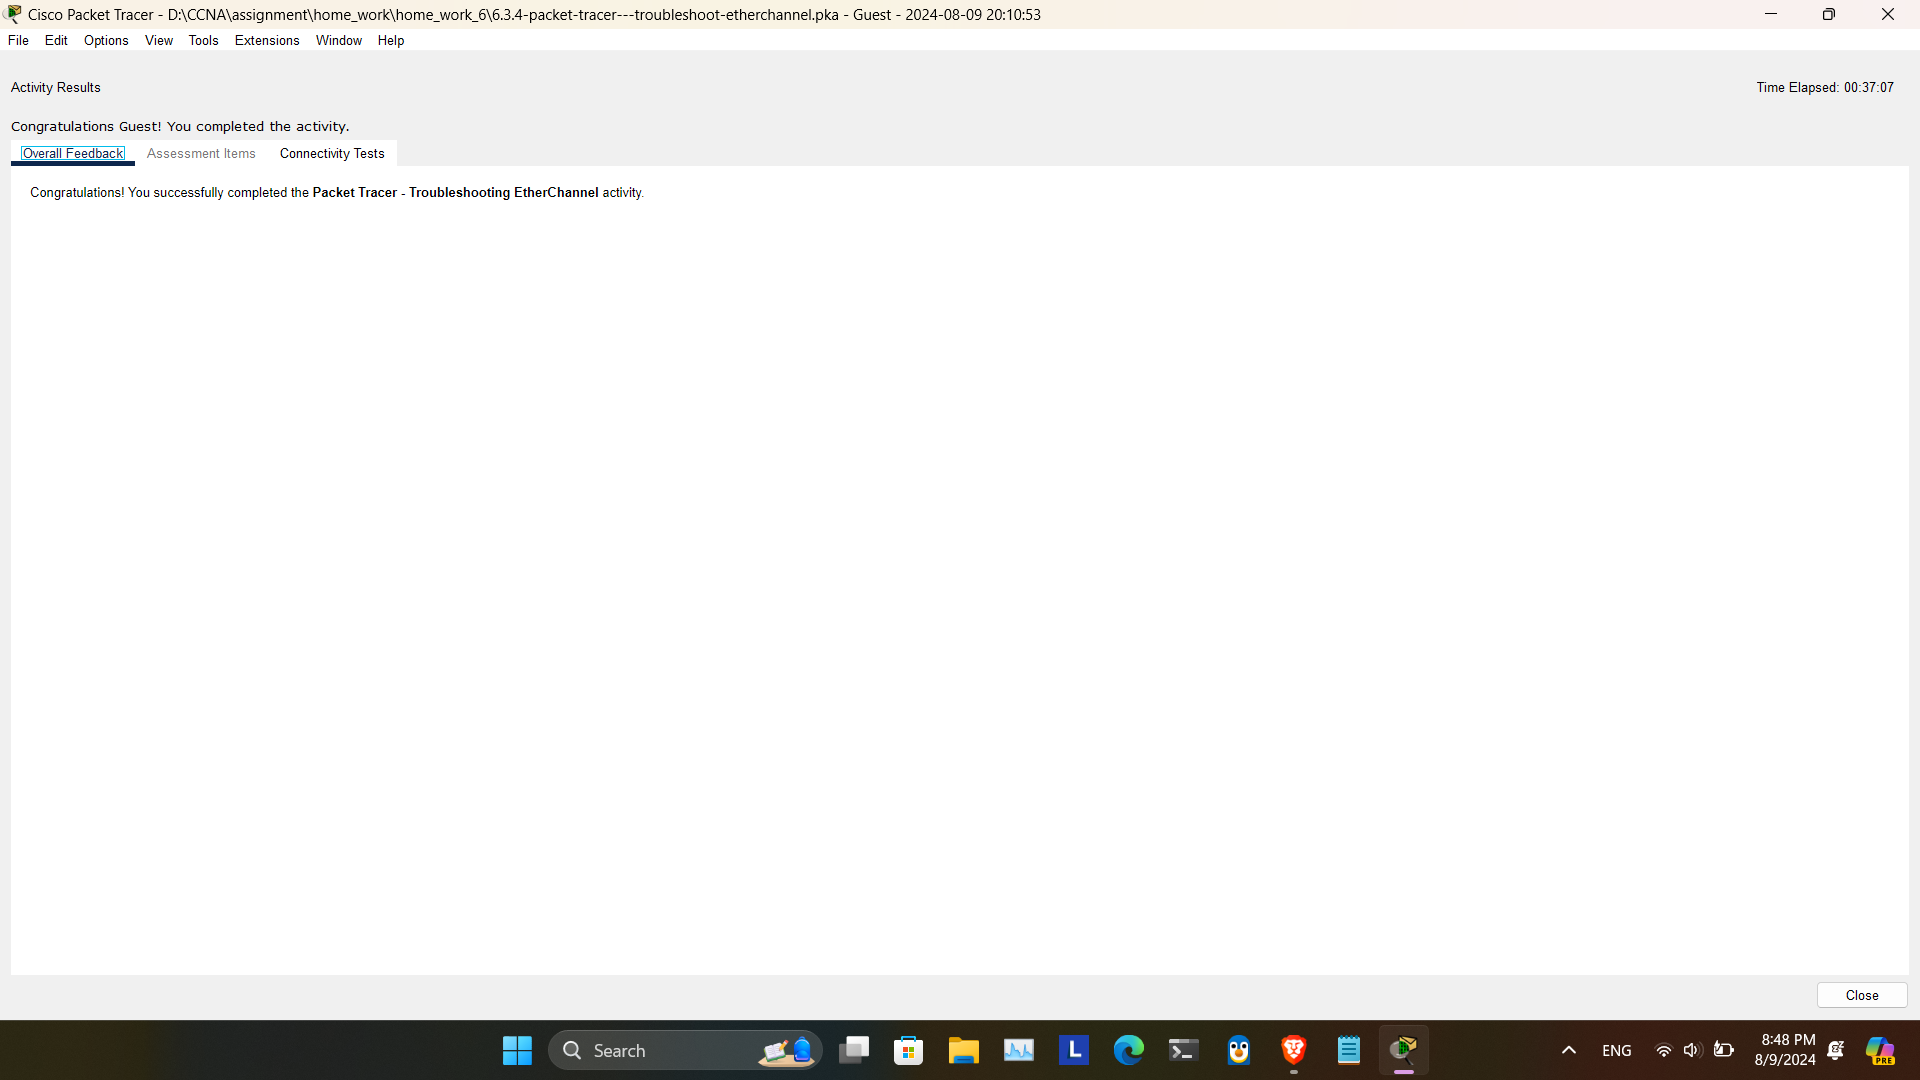 Cisco Packet Tracer - D:\CCNA\assignment\home_work\home_work_6\6.3.4-packet-tracer---troubleshoot-etherchannel.pka - Guest - 2024-08-09 20:10:53
File Edit Options View Tools Extensions Window Help
Activity Results
Time Elapsed: 00:37:07
Congratulations Guest! You completed the activity.
Overall Feedback Assessment Items Connectivity Tests
Congratulations! You successfully completed the Packet Tracer - Troubleshooting EtherChannel activity.
Close
Search
L
ENG
8:48 PM
8/9/2024
PRE